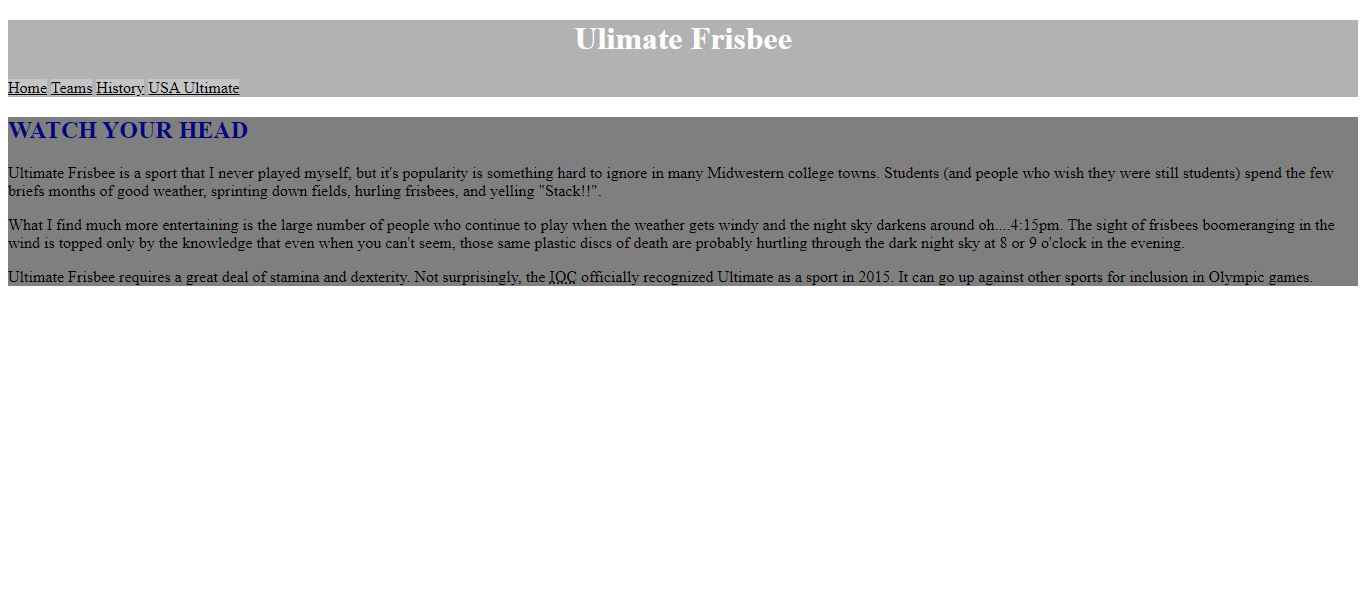 Ulimate Frisbee
Home Teams History USA Ultimate
WATCH YOUR HEAD
Ultimate Frisbee is a sport that I never played myself, but it's popularity is something hard to ignore in many Midwestern college towns. Students (and people who wish they were still students) spend the few
briefs months of good weather, sprinting down fields, hurling frisbees, and yelling "Stack!!".
What I find much more entertaining is the large number of people who continue to play when the weather gets windy and the night sky darkens around oh....4:15pm. The sight of frisbees boomeranging in the
wind is topped only by the knowledge that even when you can't seem, those same plastic discs of death are probably hurtling through the dark night sky at 8 or 9 o'clock in the evening.
Ultimate Frisbee requires a great deal of stamina and dexterity. Not surprisingly, the IOC officially recognized Ultimate as a sport in 2015. It can go up against other sports for inclusion in Olympic games.